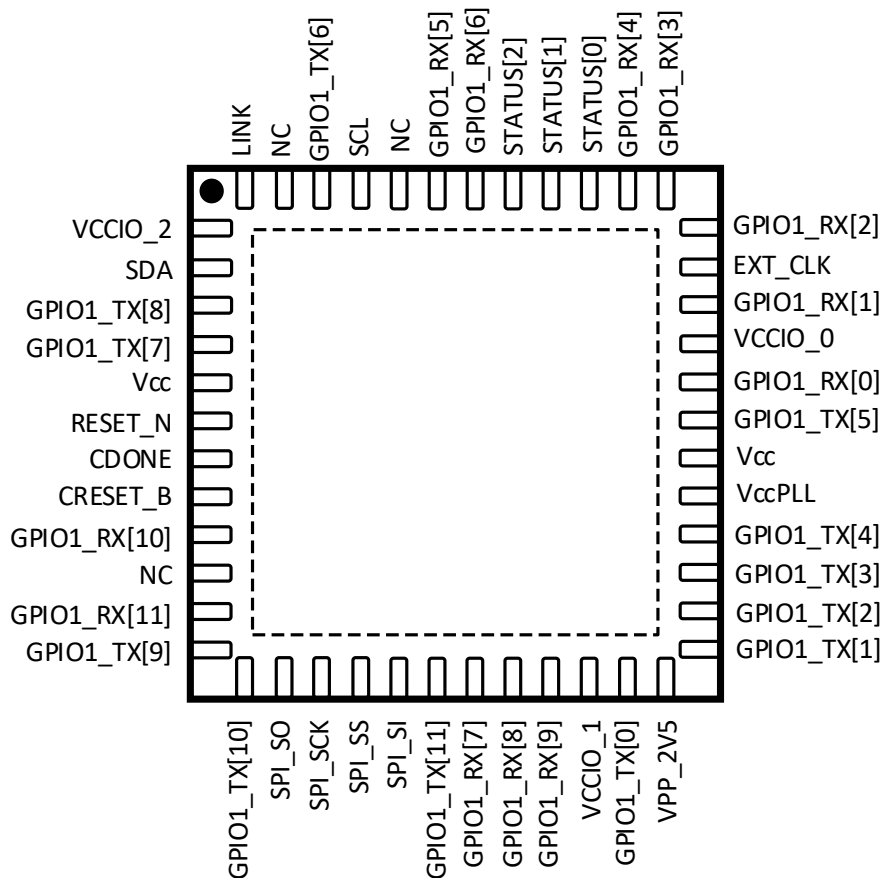 LINK
NC
GPIO1_TX[6]
SCL
NC
GPIO1_RX[5]
GPIO1_RX[6]
STATUS[2]
STATUS[1]
STATUS[0]
GPIO1_RX[4]
GPIO1_RX[3]
VCCIO_2
SDA
GPIO1_TX[8]
GPIO1_TX[7]
Vcc
RESET_N
CDONE
CRESET_B
GPIO1_RX[10]
NC
GPIO1_RX[11]
GPIO1_TX[9]
GPIO1_RX[2]
EXT_CLK
GPIO1_RX[1]
VCCIO_0
GPIO1_RX[0]
GPIO1_TX[5]
Vcc
VccPLL
GPIO1_TX[4]
GPIO1_TX[3]
GPIO1_TX[2]
GPIO1_TX[1]
GPIO1_TX[10]
SPI_SO
SPI_SCK
SPI_SS
SPI_SI
GPIO1_TX[11]
GPIO1_RX[7]
GPIO1_RX[8]
GPIO1_RX[9]
VCCIO_1
GPIO1_TX[0]
VPP_2V5